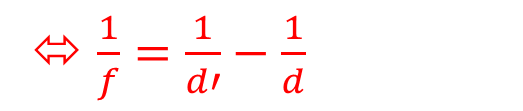 ⇔ 1/f = 1/d′ − 1/d